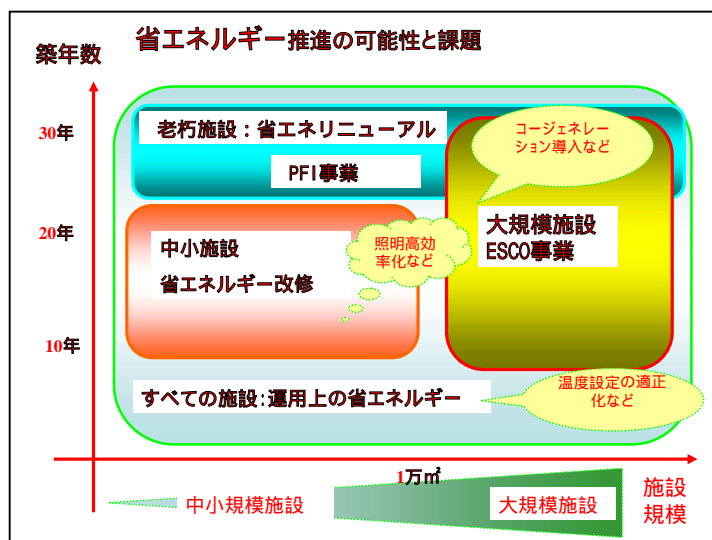 省エネルギー推進の可能性と課題
築年数
30年
20年
10年
老朽施設：省エネリニューアル
PFI事業
コージェネレー
ション導入など
大規模施設
ESCO事業
中小施設
省エネルギー改修
照明高効
率化など
すべての施設:運用上の省エネルギー
温度設定の適正
化など
1万㎡
中小規模施設
大規模施設
施設
規模